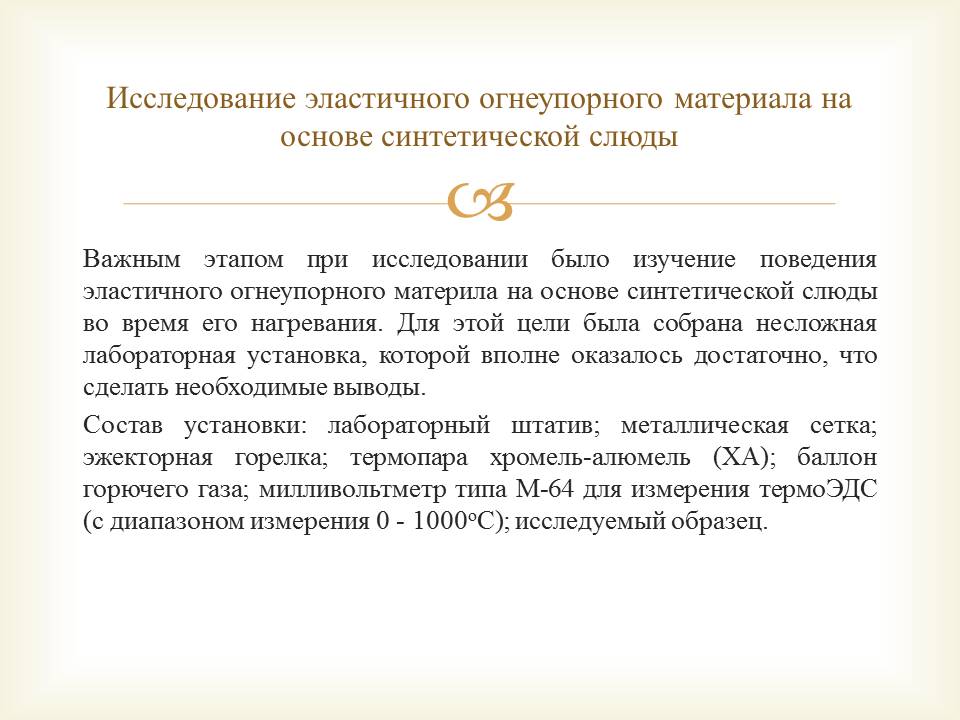 Исследование эластичного огнеупорного материала на
основе синтетической слюды
Важным этапом при исследовании было изучение поведения
эластичного огнеупорного материла на основе синтетической слюды
во время его нагревания. Для этой цели была собрана несложная
лабораторная установка, которой вполне оказалось достаточно, что
сделать необходимые выводы.
Состав установки: лабораторный штатив; металлическая сетка;
эжекторная горелка; термопара хромель-алюмель (ХА); баллон
горючего газа; милливольтметр типа М-64 для измерения термоЭДС
(с диапазоном измерения 0 - 1000ᵒС); исследуемый образец.